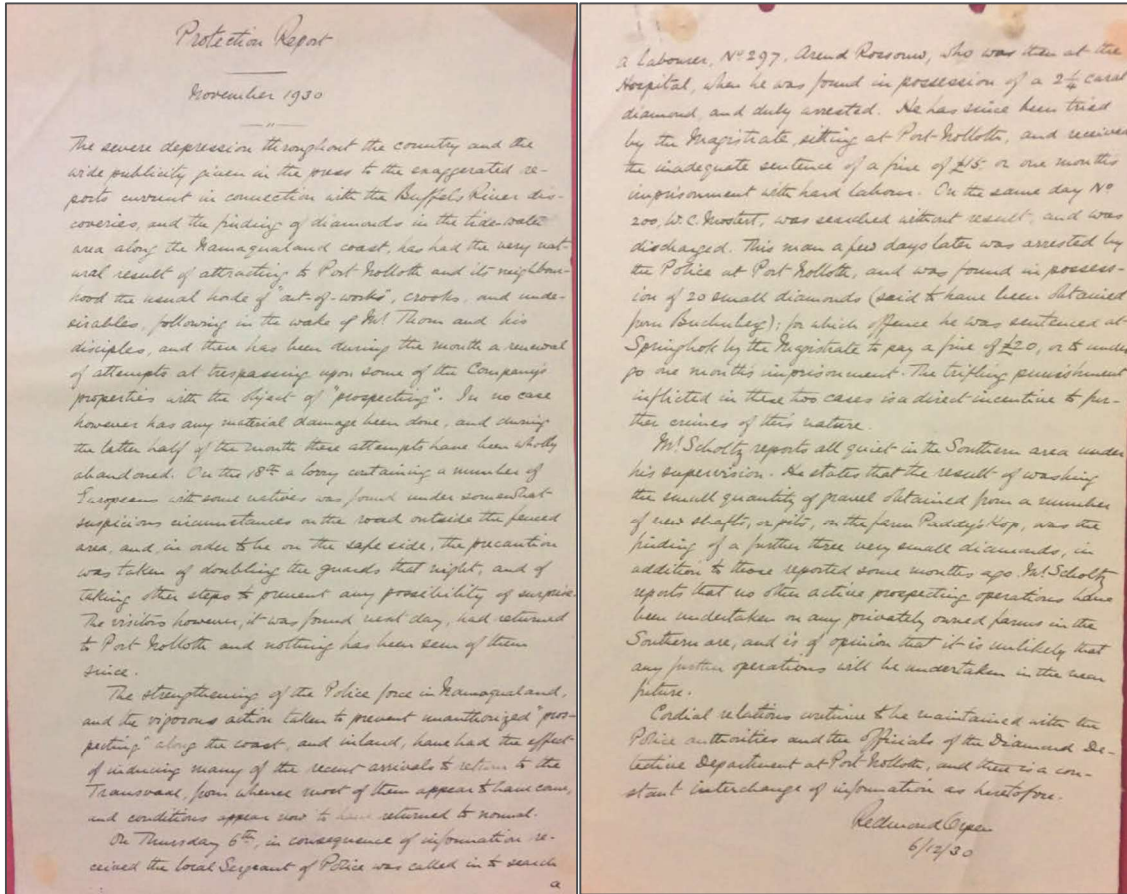 Protection Report
November 1930
The severe depression throughout the country and the
wide publicity given in the press to the exaggerated re-
ports current in connection with the Buffels River dis-
coveries, and the finding of diamonds in the tide-water
area along the Namaqualand coast, has had the very nat-
ural result of attracting to Port Nolloth and its neighbour-
hood the usual horde of "out-of-works", crooks, and unde-
sirables, following in the wake of Mr Thom and his
disciples, and there has been during the month a renewal
of attempts at trespassing upon some of the Company's
properties with the object of "prospecting". In no case
however has any material damage been done, and during
the latter half of the month these attempts have been wholly
abandoned. On the 18th a lorry containing a number of
Europeans with some natives was found under somewhat
suspicious circumstances on the road outside the fenced
area, and, in order to be on the safe side, the precaution
was taken of doubling the guards that night, and of
taking other steps to prevent any possibility of surprise.
The visitors however, it was found next day, had returned
to Port Nolloth and nothing has been seen of them
since.
The strengthening of the Police force in Namaqualand,
and the vigorous action taken to prevent unauthorized "pros-
pecting" along the coast, and inland, have had the effect
of inducing many of the recent arrivals to return to the
Transvaal, from whence most of them appear to have come,
and conditions appear now to have returned to normal.
On Thursday 6th, in consequence of information re-
ceived the local Sergeant of Police was called in to search
a
a Labourer, No 297, Arend Rossouw, who was then at the
Hospital, when he was found in possession of a 2¼ carat
diamond, and duly arrested. He has since been tried
by the Magistrate, sitting at Port Nolloth, and received
the inadequate sentence of a fine of £15 or one months
imprisonment with hard labour. On the same day No
200, W. C. Mostert, was searched without result, and was
discharged. This man a few days later was arrested by
the Police at Port Nolloth, and was found in possess-
ion of 20 small diamonds (said to have been obtained
from Buchuberg); for which offence he was sentenced at
Springbok by the Magistrate to pay a fine of £20, or to under-
go one months imprisonment. The trifling punishment
inflicted in these two cases is a direct incentive to fur-
ther crimes of this nature.
Mr Scholtz reports all quiet in the Southern area under
his supervision. He states that the result of washing
the small quantity of gravel obtained from a number
of new shafts, or pits, on the farm Paddy's Kop, was the
finding of a further three very small diamonds, in
addition to those reported some months ago. Mr Scholtz
reports that no other active prospecting operations have
been undertaken on any privately owned farms in the
Southern are, and is of opinion that it is unlikely that
any further operations will be undertaken in the near
future.
Cordial relations continue to be maintained with the
Police authorities and the officials of the Diamond De-
tective Department at Port Nolloth, and there is a con-
stant interchange of information as heretofore.
Redmond Orpen
6/12/30